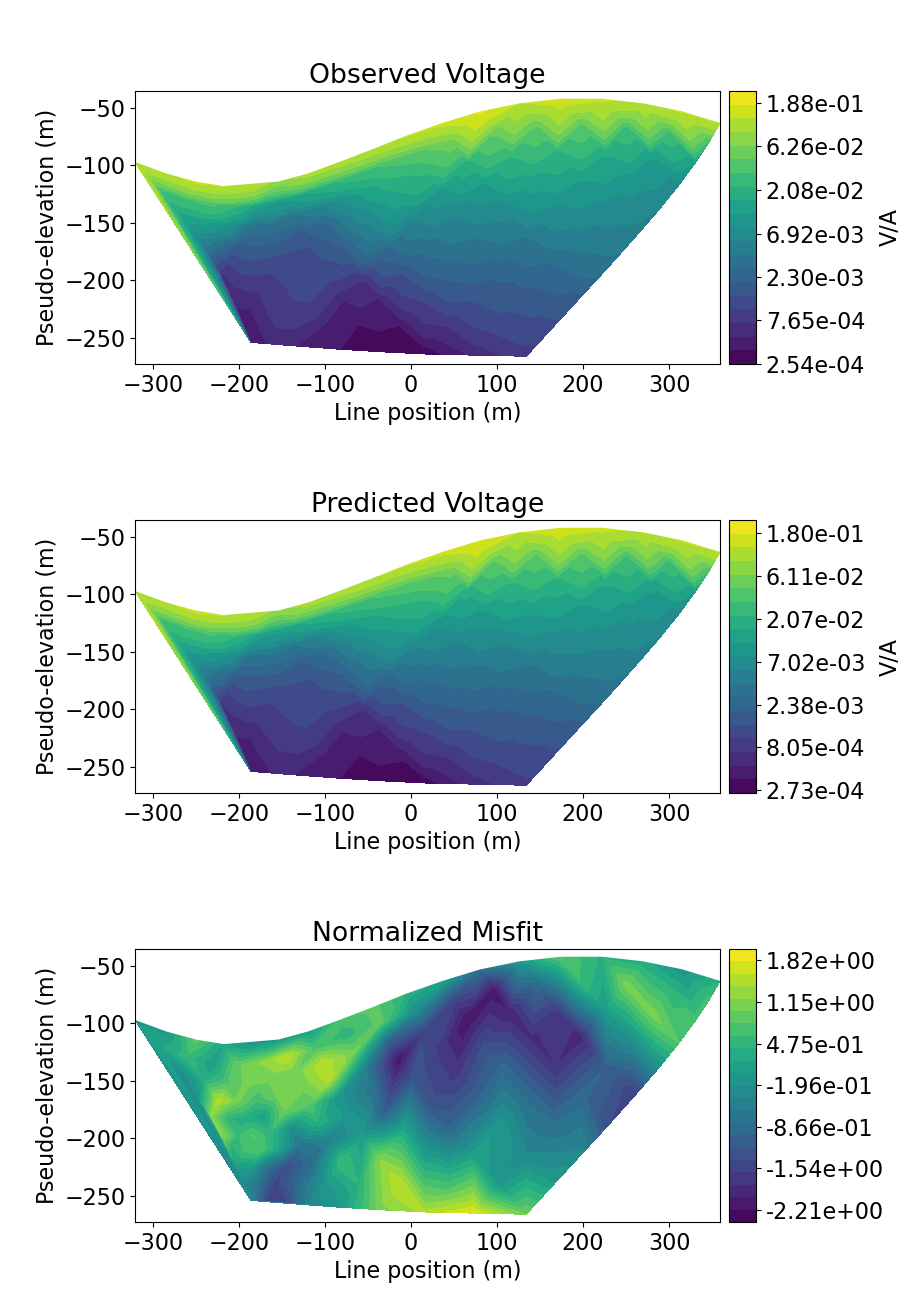 Observed Voltage
Pseudo-elevation (m)
−50
−100
−150
−200
−250
−300 −200 −100 0 100 200 300
Line position (m)
1.88e-01
6.26e-02
2.08e-02
6.92e-03
2.30e-03
7.65e-04
2.54e-04
V/A
Predicted Voltage
Pseudo-elevation (m)
−50
−100
−150
−200
−250
−300 −200 −100 0 100 200 300
Line position (m)
1.80e-01
6.11e-02
2.07e-02
7.02e-03
2.38e-03
8.05e-04
2.73e-04
V/A
Normalized Misfit
Pseudo-elevation (m)
−50
−100
−150
−200
−250
−300 −200 −100 0 100 200 300
Line position (m)
1.82e+00
1.15e+00
4.75e-01
-1.96e-01
-8.66e-01
-1.54e+00
-2.21e+00